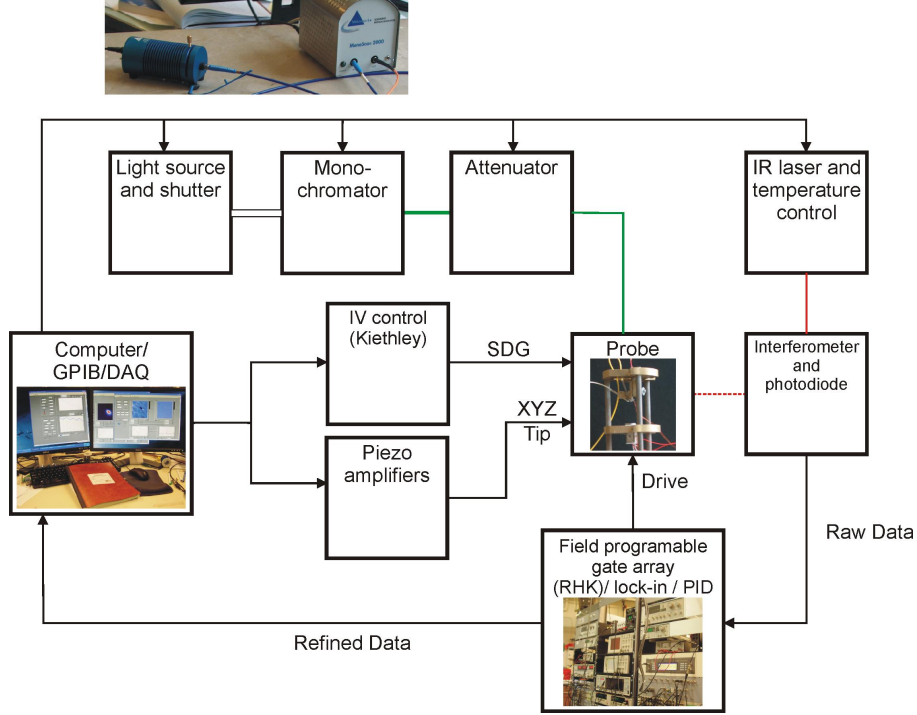 Monoscan 2000
Light source
and shutter
Mono-
chromator
Attenuator
IR laser and
temperature
control
IV control
(Kiethley)
Computer/
GPIB/DAQ
SDG
Probe
Interferometer
and
photodiode
XYZ
Tip
Piezo
amplifiers
Drive
Raw Data
Field programable
gate array
(RHK)/ lock-in / PID
Refined Data